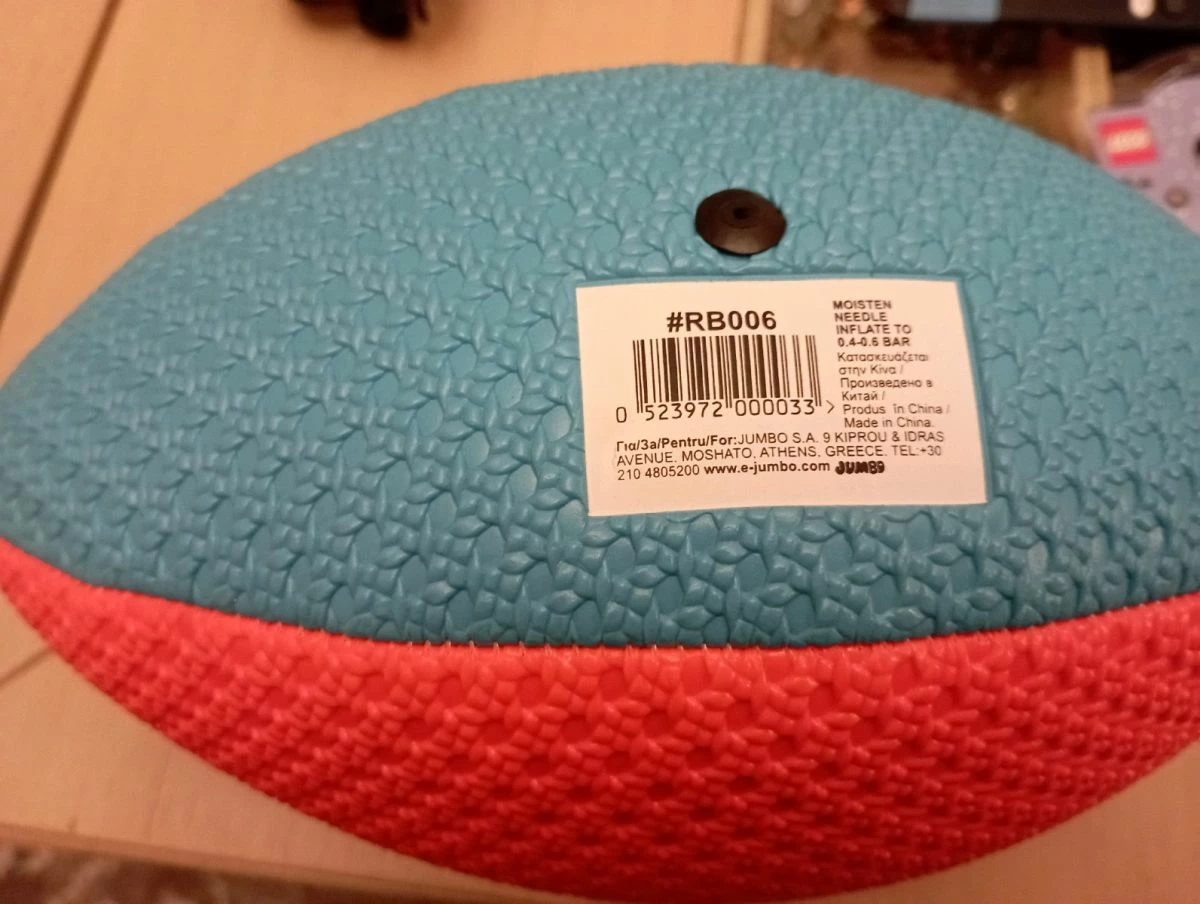 #RB006
0 523972 000033 >
MOISTEN
NEEDLE
INFLATE TO
0.4-0.6 BAR
Κατασκευάζεται
στην Κίνα /
Произведено в
Китай /
Produs în China /
Made in China.
Για/За/Pentru/For:JUMBO S.A. 9 KIPROU & IDRAS
AVENUE. MOSHATO, ATHENS. GREECE. TEL:+30
210 4805200 www.e-jumbo.com JUMBO
LEGO